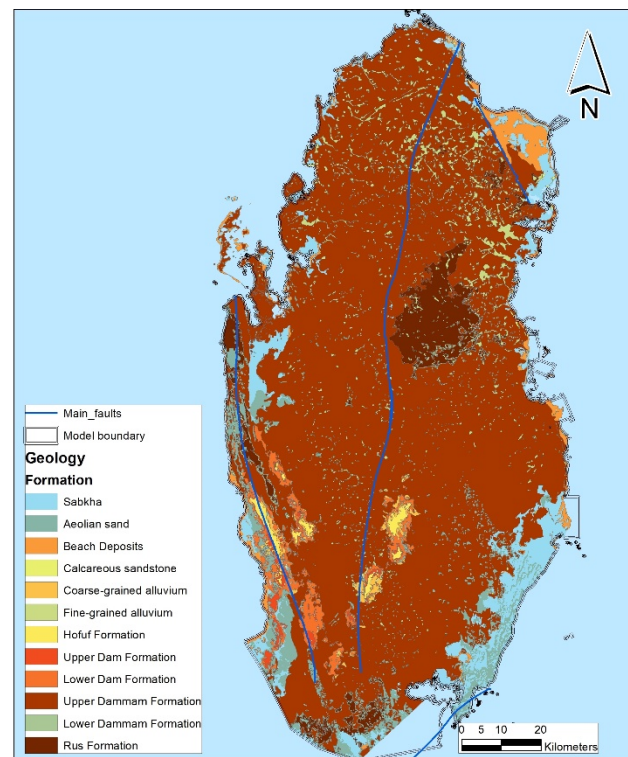 N
Main_faults
Model boundary
Geology
Formation
Sabkha
Aeolian sand
Beach Deposits
Calcareous sandstone
Coarse-grained alluvium
Fine-grained alluvium
Hofuf Formation
Upper Dam Formation
Lower Dam Formation
Upper Dammam Formation
Lower Dammam Formation
Rus Formation
0 5 10 20
Kilometers